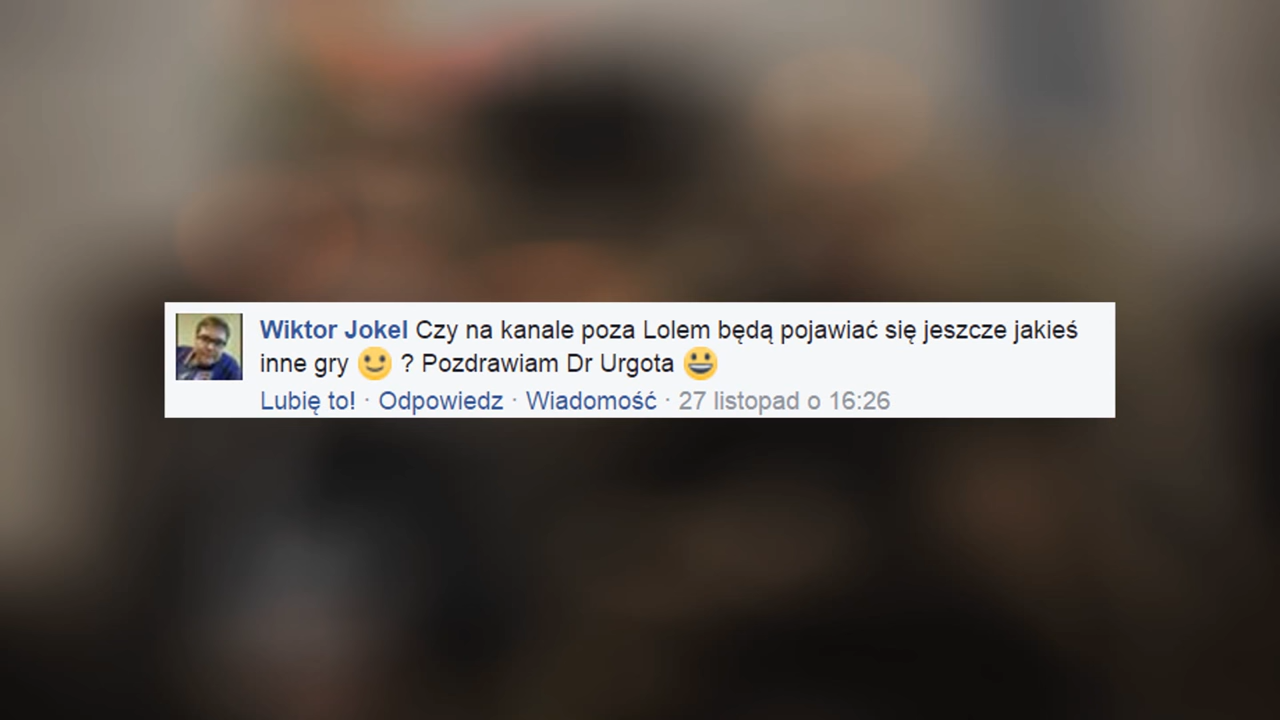 Wiktor Jokel Czy na kanale poza Lolem będą pojawiać się jeszcze jakieś
inne gry 🙂 ? Pozdrawiam Dr Urgota 😀
Lubię to! · Odpowiedz · Wiadomość · 27 listopad o 16:26